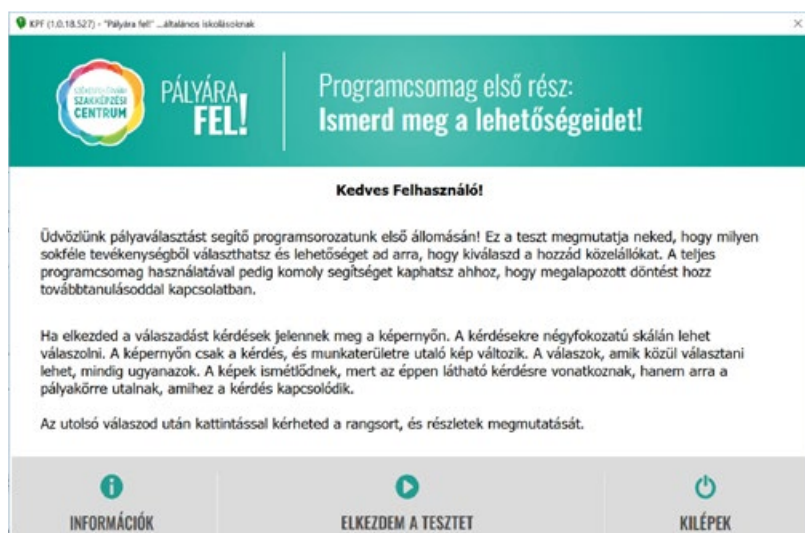 KPF (1.0.18.527) - "Pályára fel!" ...általános iskolásoknak
SZÉKESFEHÉRVÁRI
SZAKKÉPZÉSI
CENTRUM
PÁLYÁRA
FEL!
Programcsomag első rész:
Ismerd meg a lehetőségeidet!
Kedves Felhasználó!
Üdvözlünk pályaválasztást segítő programsorozatunk első állomásán! Ez a teszt megmutatja neked, hogy milyen
sokféle tevékenységből választhatsz és lehetőséget ad arra, hogy kiválaszd a hozzád közelállókat. A teljes
programcsomag használatával pedig komoly segítséget kaphatsz ahhoz, hogy megalapozott döntést hozz
továbbtanulásoddal kapcsolatban.
Ha elkezded a válaszadást kérdések jelennek meg a képernyőn. A kérdésekre négyfokozatú skálán lehet
válaszolni. A képernyőn csak a kérdés, és munkaterületre utaló kép változik. A válaszok, amik közül választani
lehet, mindig ugyanazok. A képek ismétlődnek, mert az éppen látható kérdésre vonatkoznak, hanem arra a
pályakörre utalnak, amihez a kérdés kapcsolódik.
Az utolsó válaszod után kattintással kérheted a rangsort, és részletek megmutatását.
INFORMÁCIÓK
ELKEZDEM A TESZTET
KILÉPEK